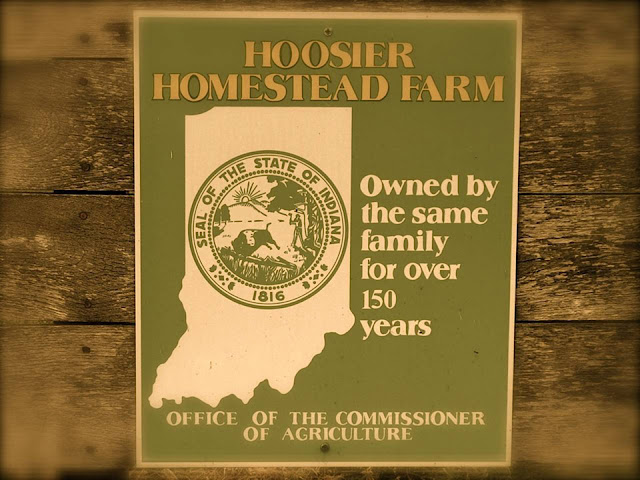 HOOSIER
HOMESTEAD FARM
SEAL OF THE STATE OF INDIANA
1816
Owned by
the same
family
for over
150
years
OFFICE OF THE COMMISSIONER
OF AGRICULTURE